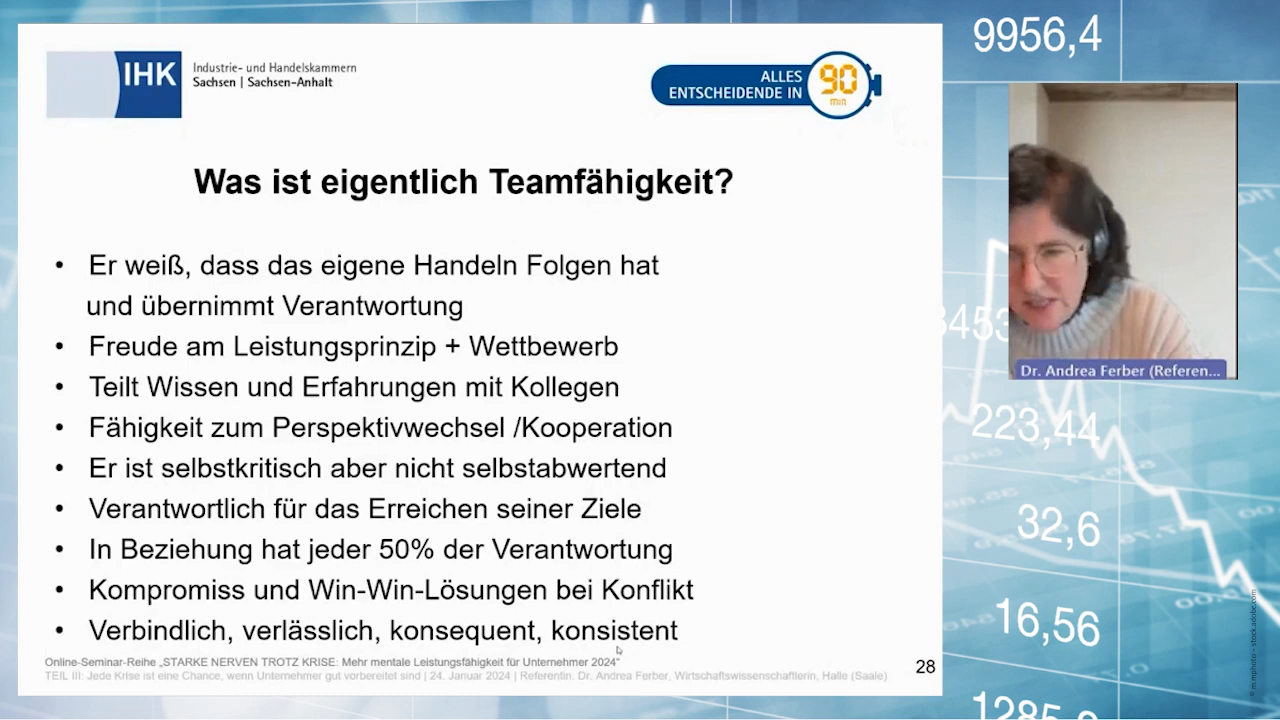 IHK
Industrie- und Handelskammern
Sachsen | Sachsen-Anhalt
ALLES
ENTSCHEIDENDE IN
90
min
Was ist eigentlich Teamfähigkeit?
• Er weiß, dass das eigene Handeln Folgen hat
und übernimmt Verantwortung
• Freude am Leistungsprinzip + Wettbewerb
• Teilt Wissen und Erfahrungen mit Kollegen
• Fähigkeit zum Perspektivwechsel /Kooperation
• Er ist selbstkritisch aber nicht selbstabwertend
• Verantwortlich für das Erreichen seiner Ziele
• In Beziehung hat jeder 50% der Verantwortung
• Kompromiss und Win-Win-Lösungen bei Konflikt
• Verbindlich, verlässlich, konsequent, konsistent
Online-Seminar-Reihe „STARKE NERVEN TROTZ KRISE: Mehr mentale Leistungsfähigkeit für Unternehmer 2024"
TEIL III: Jede Krise ist eine Chance, wenn Unternehmer gut vorbereitet sind | 24. Januar 2024 | Referentin: Dr. Andrea Ferber, Wirtschaftswissenschaftlerin, Halle (Saale)
28
9956,4
Dr. Andrea Ferber (Referen...
223,44
32,6
16,56
© m.mphoto - stock.adobe.com